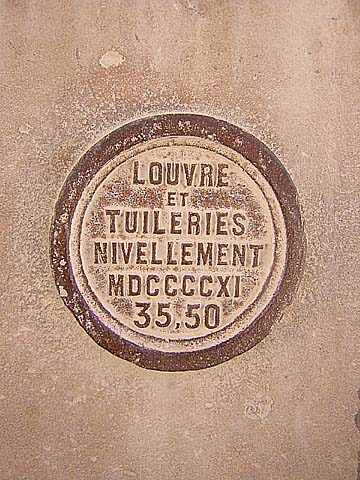 LOUVRE
ET
TUILERIES
NIVELLEMENT
MDCCCCXI
35,50